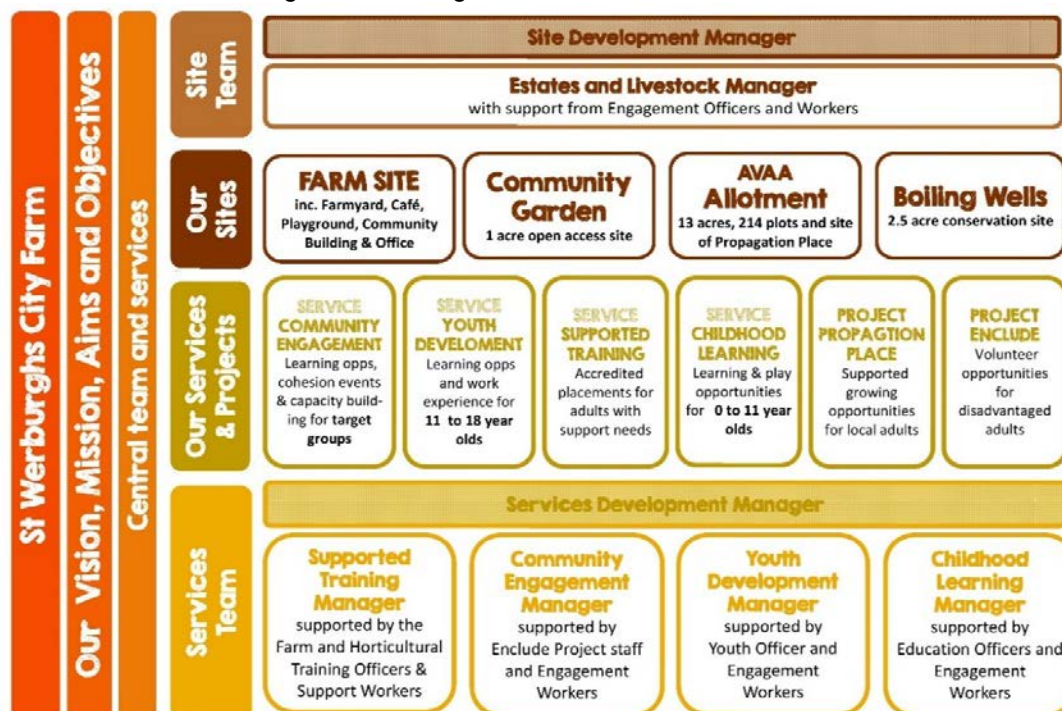 St Werburghs City Farm
Our Vision, Mission, Aims and Objectives
Central team and services
Site
Team
Site Development Manager
Estates and Livestock Manager
with support from Engagement Officers and Workers
Our
Sites
FARM SITE
inc. Farmyard, Café,
Playground, Community
Building & Office
Community
Garden
1 acre open access site
AVAA
Allotment
13 acres, 214 plots and site
of Propagation Place
Boiling Wells
2.5 acre conservation site
Our Services
& Projects
SERVICE
COMMUNITY
ENGAGEMENT
Learning opps,
cohesion events
& capacity build-
ing for target
groups
SERVICE
YOUTH
DEVELOMENT
Learning opps
and work
experience for
11 to 18 year
olds
SERVICE
SUPPORTED
TRAINING
Accredited
placements for
adults with
support needs
SERVICE
CHILDHOOD
LEARNING
Learning & play
opportunities
for 0 to 11 year
olds
PROJECT
PROPAGTION
PLACE
Supported
growing
opportunities
for local adults
PROJECT
ENCLUDE
Volunteer
opportunities
for
disadvantaged
adults
Services
Team
Services Development Manager
Supported
Training
Manager
supported by the
Farm and Horticultural
Training Officers &
Support Workers
Community
Engagement
Manager
supported by
Enclude Project staff
and Engagement
Workers
Youth
Development
Manager
supported by
Youth Officer and
Engagement
Workers
Childhood
Learning
Manager
supported by
Education Officers and
Engagement
Workers